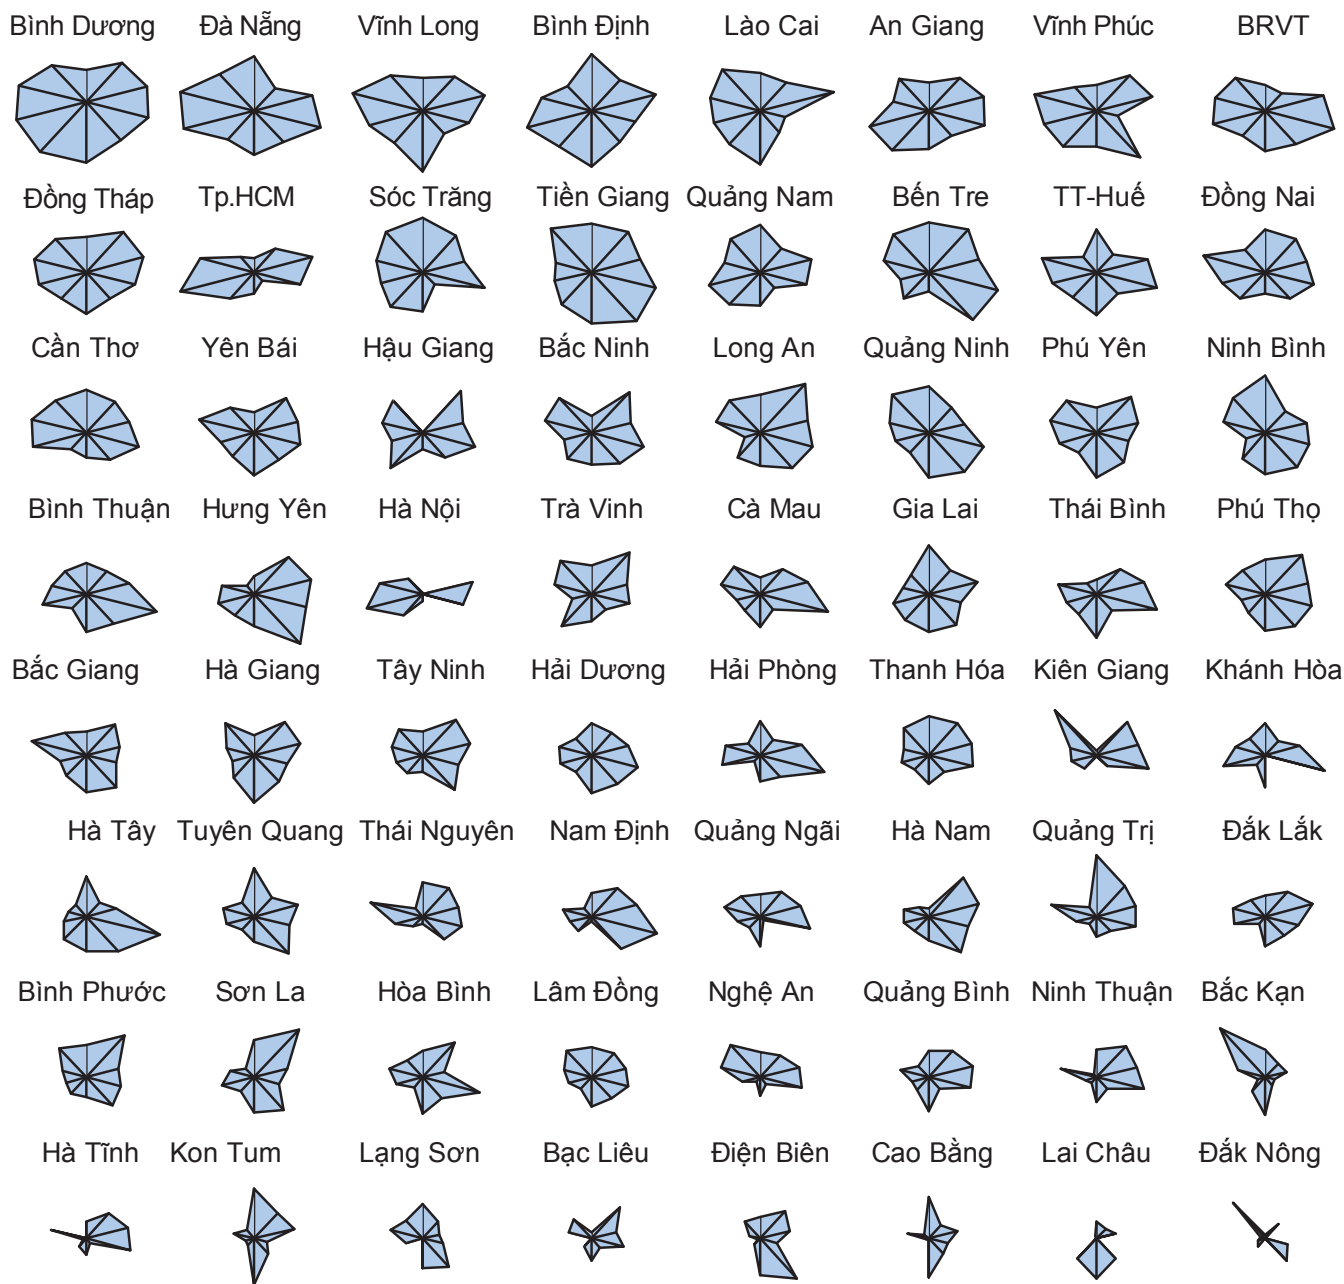 Bình Dương Đà Nẵng Vĩnh Long Bình Định Lào Cai An Giang Vĩnh Phúc BRVT
Đồng Tháp Tp.HCM Sóc Trăng Tiền Giang Quảng Nam Bến Tre TT-Huế Đồng Nai
Cần Thơ Yên Bái Hậu Giang Bắc Ninh Long An Quảng Ninh Phú Yên Ninh Bình
Bình Thuận Hưng Yên Hà Nội Trà Vinh Cà Mau Gia Lai Thái Bình Phú Thọ
Bắc Giang Hà Giang Tây Ninh Hải Dương Hải Phòng Thanh Hóa Kiên Giang Khánh Hòa
Hà Tây Tuyên Quang Thái Nguyên Nam Định Quảng Ngãi Hà Nam Quảng Trị Đắk Lắk
Bình Phước Sơn La Hòa Bình Lâm Đồng Nghệ An Quảng Bình Ninh Thuận Bắc Kạn
Hà Tĩnh Kon Tum Lạng Sơn Bạc Liêu Điện Biên Cao Bằng Lai Châu Đắk Nông